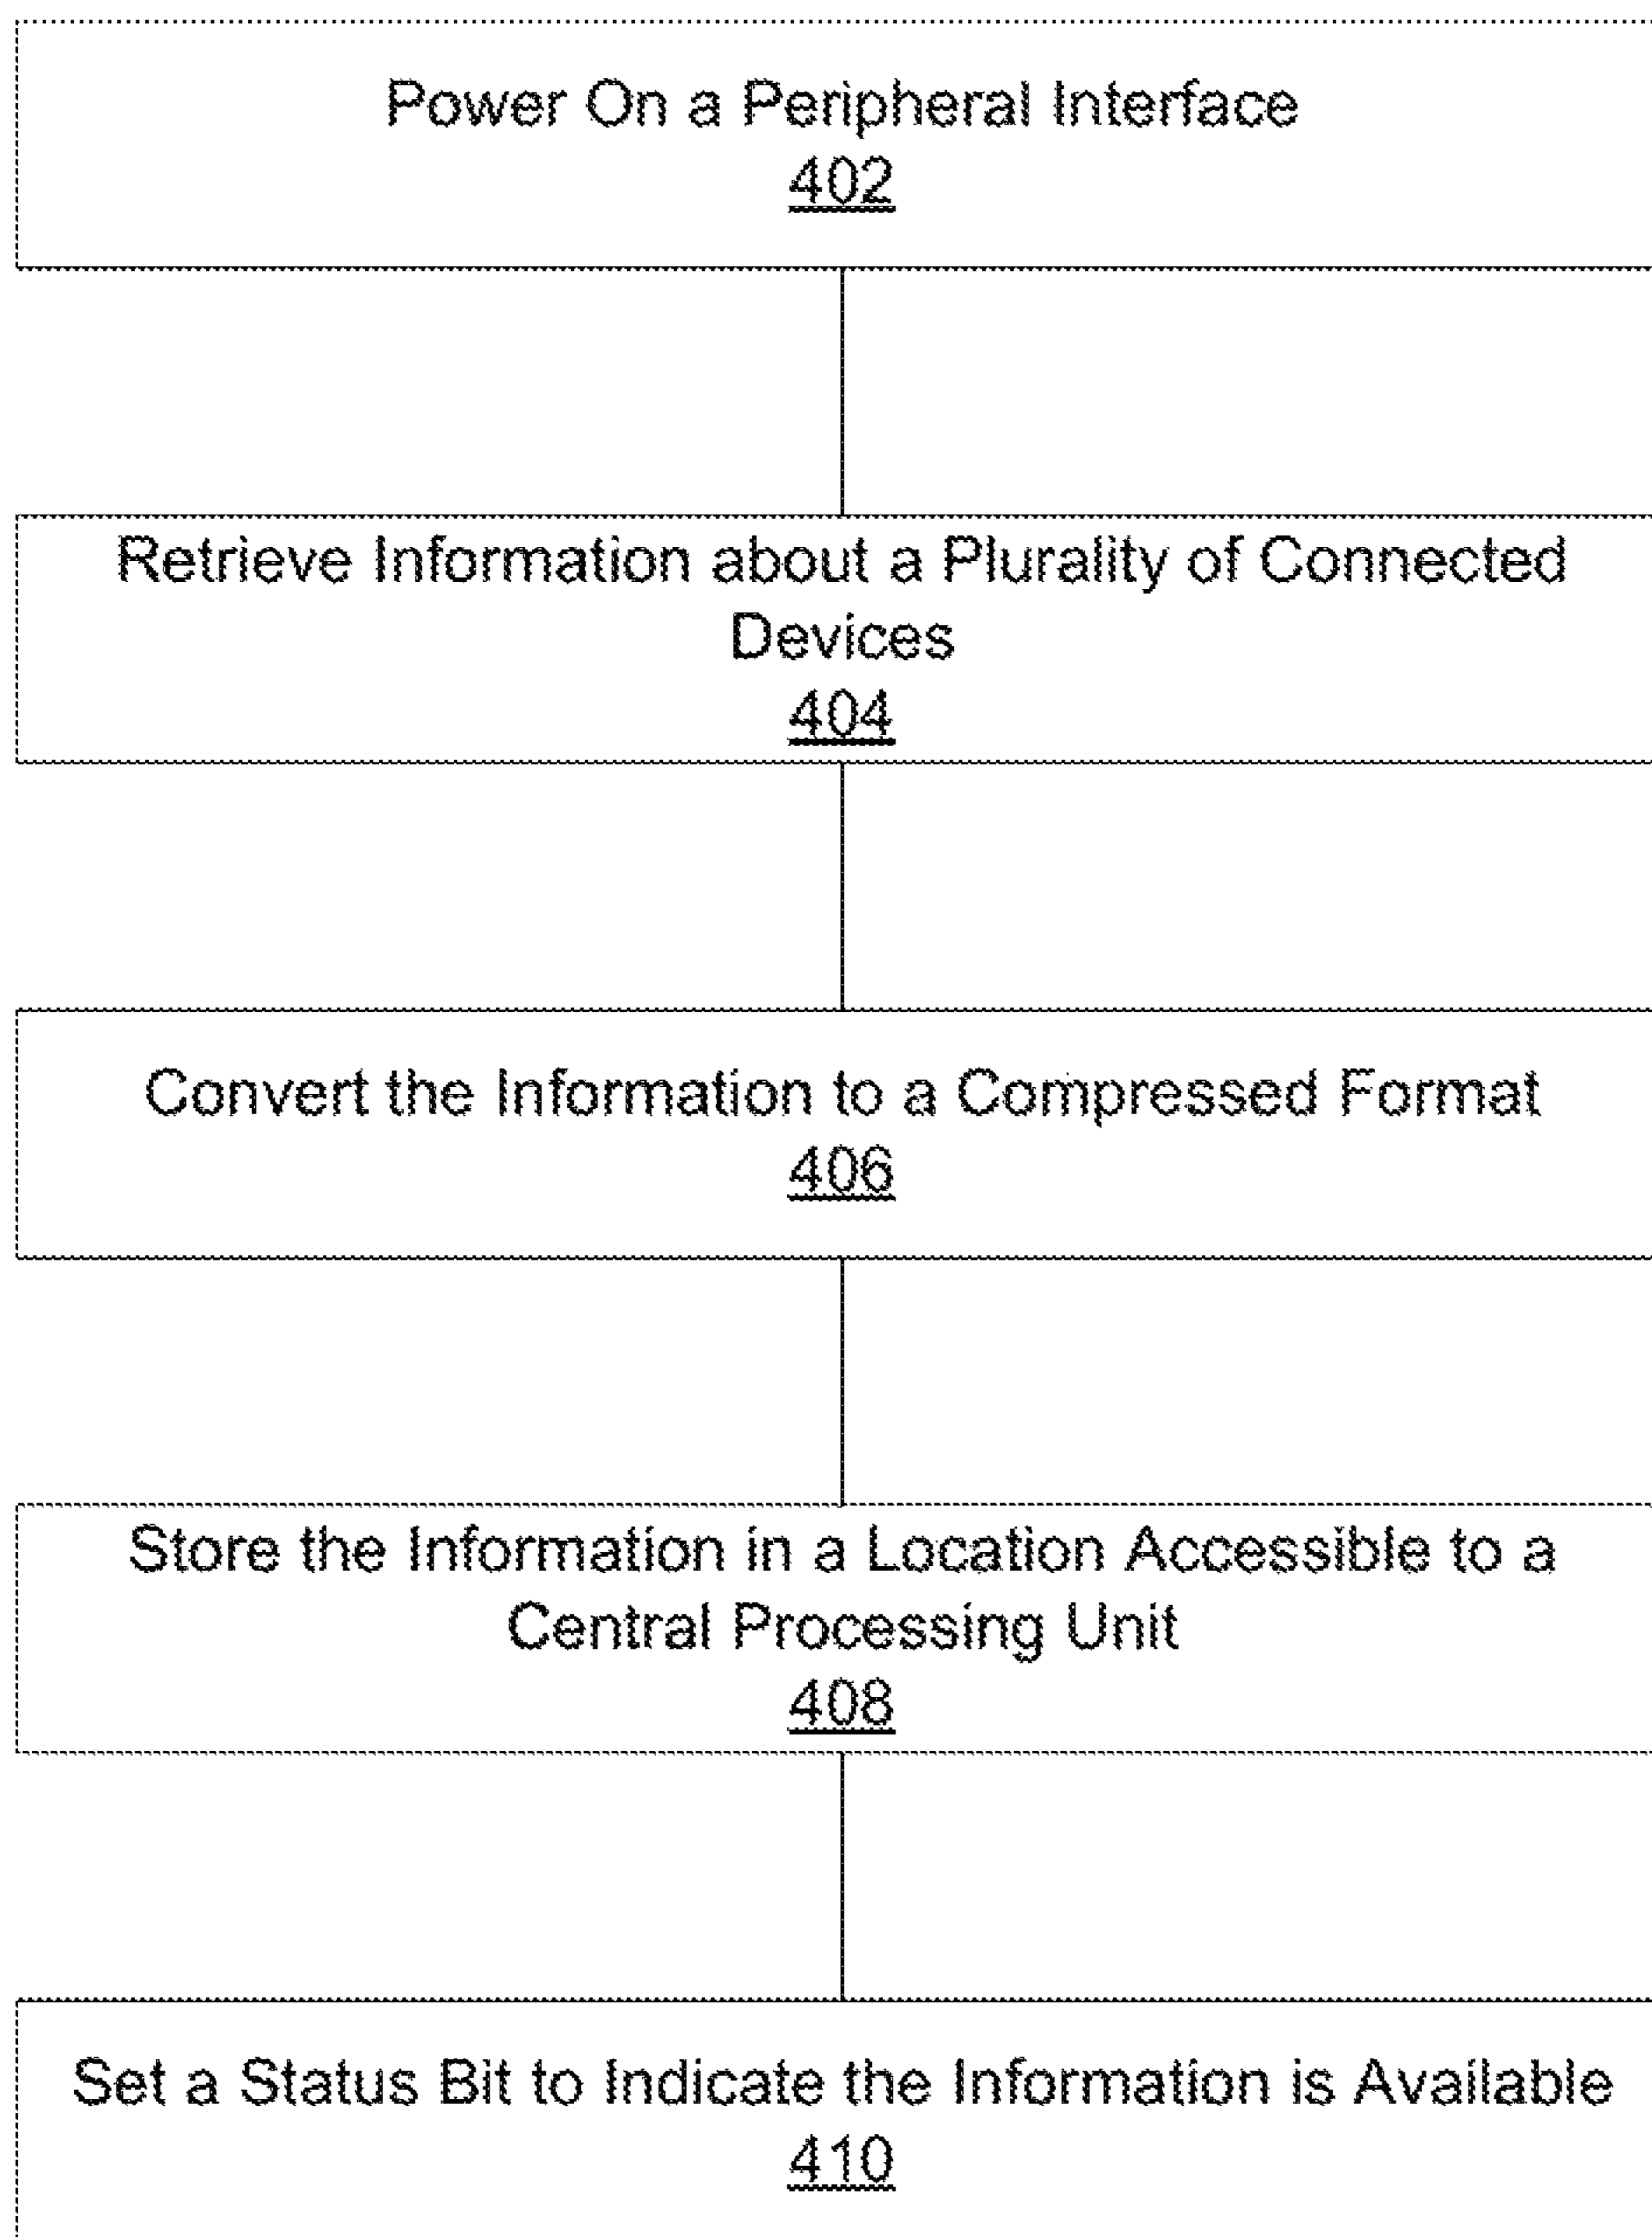 Power On a Peripheral Interface
402
Retrieve Information about a Plurality of Connected
Devices
404
Convert the Information to a Compressed Format
406
Store the Information in a Location Accessible to a
Central Processing Unit
408
Set a Status Bit to Indicate the Information is Available
410